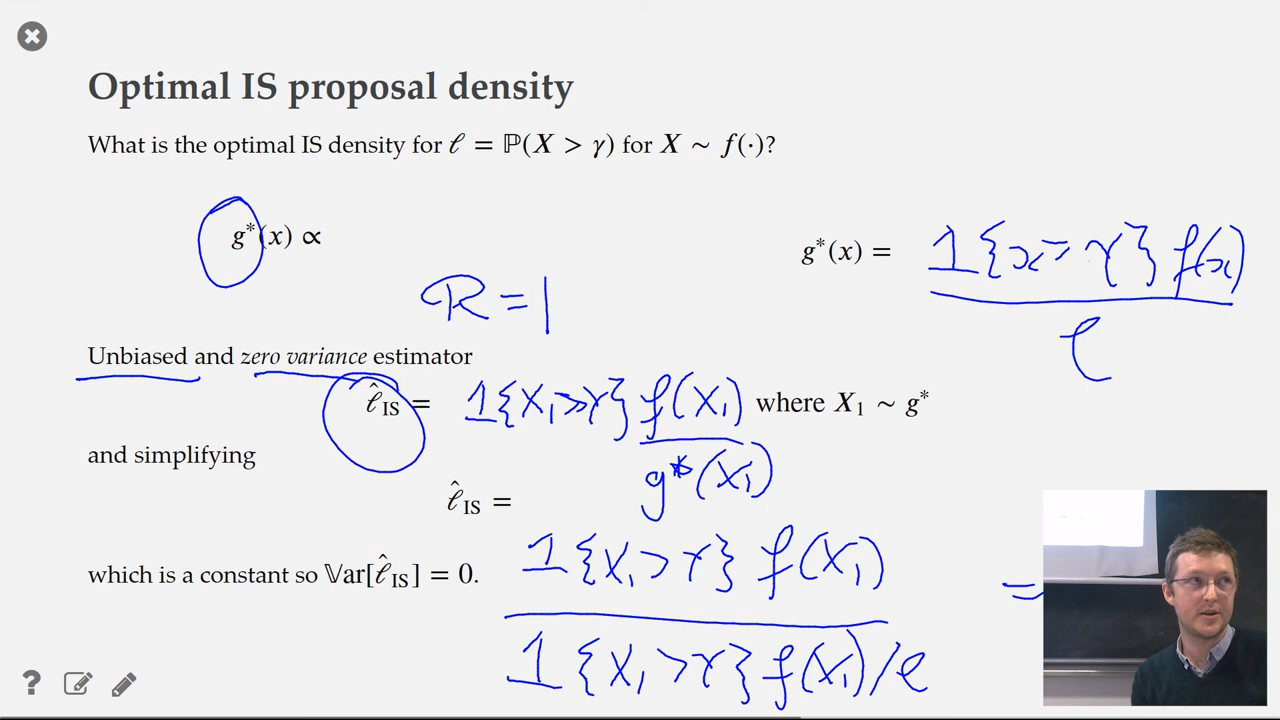 Optimal IS proposal density
What is the optimal IS density for ℓ = ℙ(X > γ) for X ∼ f(·)?
g*(x) ∝
g*(x) = 1{x > γ} f(x) / ℓ
R = 1
Unbiased and zero variance estimator
ℓ̂_IS = 1{X₁ > γ} f(X₁) / g*(X₁) where X₁ ∼ g*
and simplifying
ℓ̂_IS =
1{X₁ > γ} f(X₁)
which is a constant so 𝕍ar[ℓ̂_IS] = 0.
=
1{X₁ > γ} f(X₁) / ℓ
?